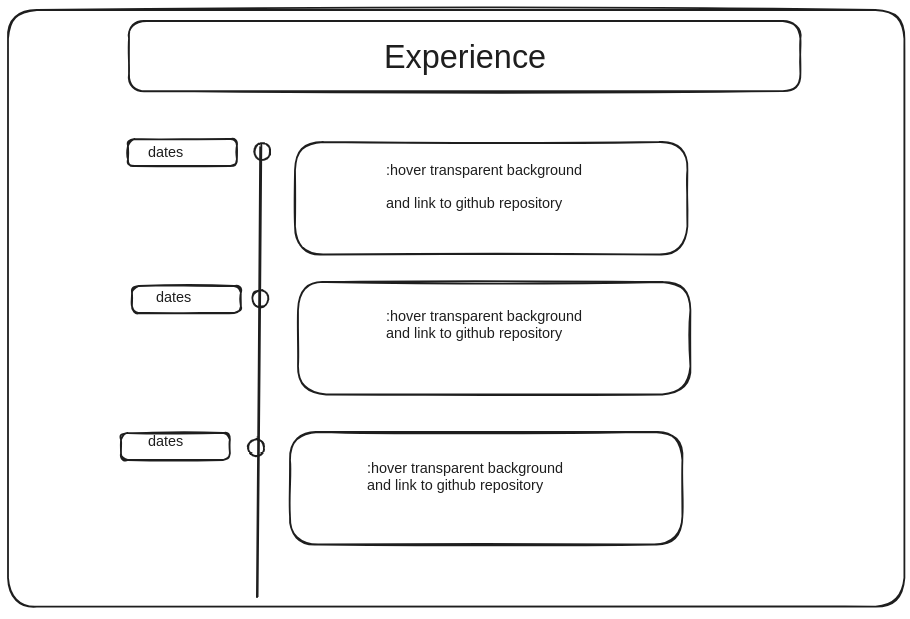 Experience
dates
:hover transparent background
and link to github repository
dates
:hover transparent background
and link to github repository
dates
:hover transparent background
and link to github repository